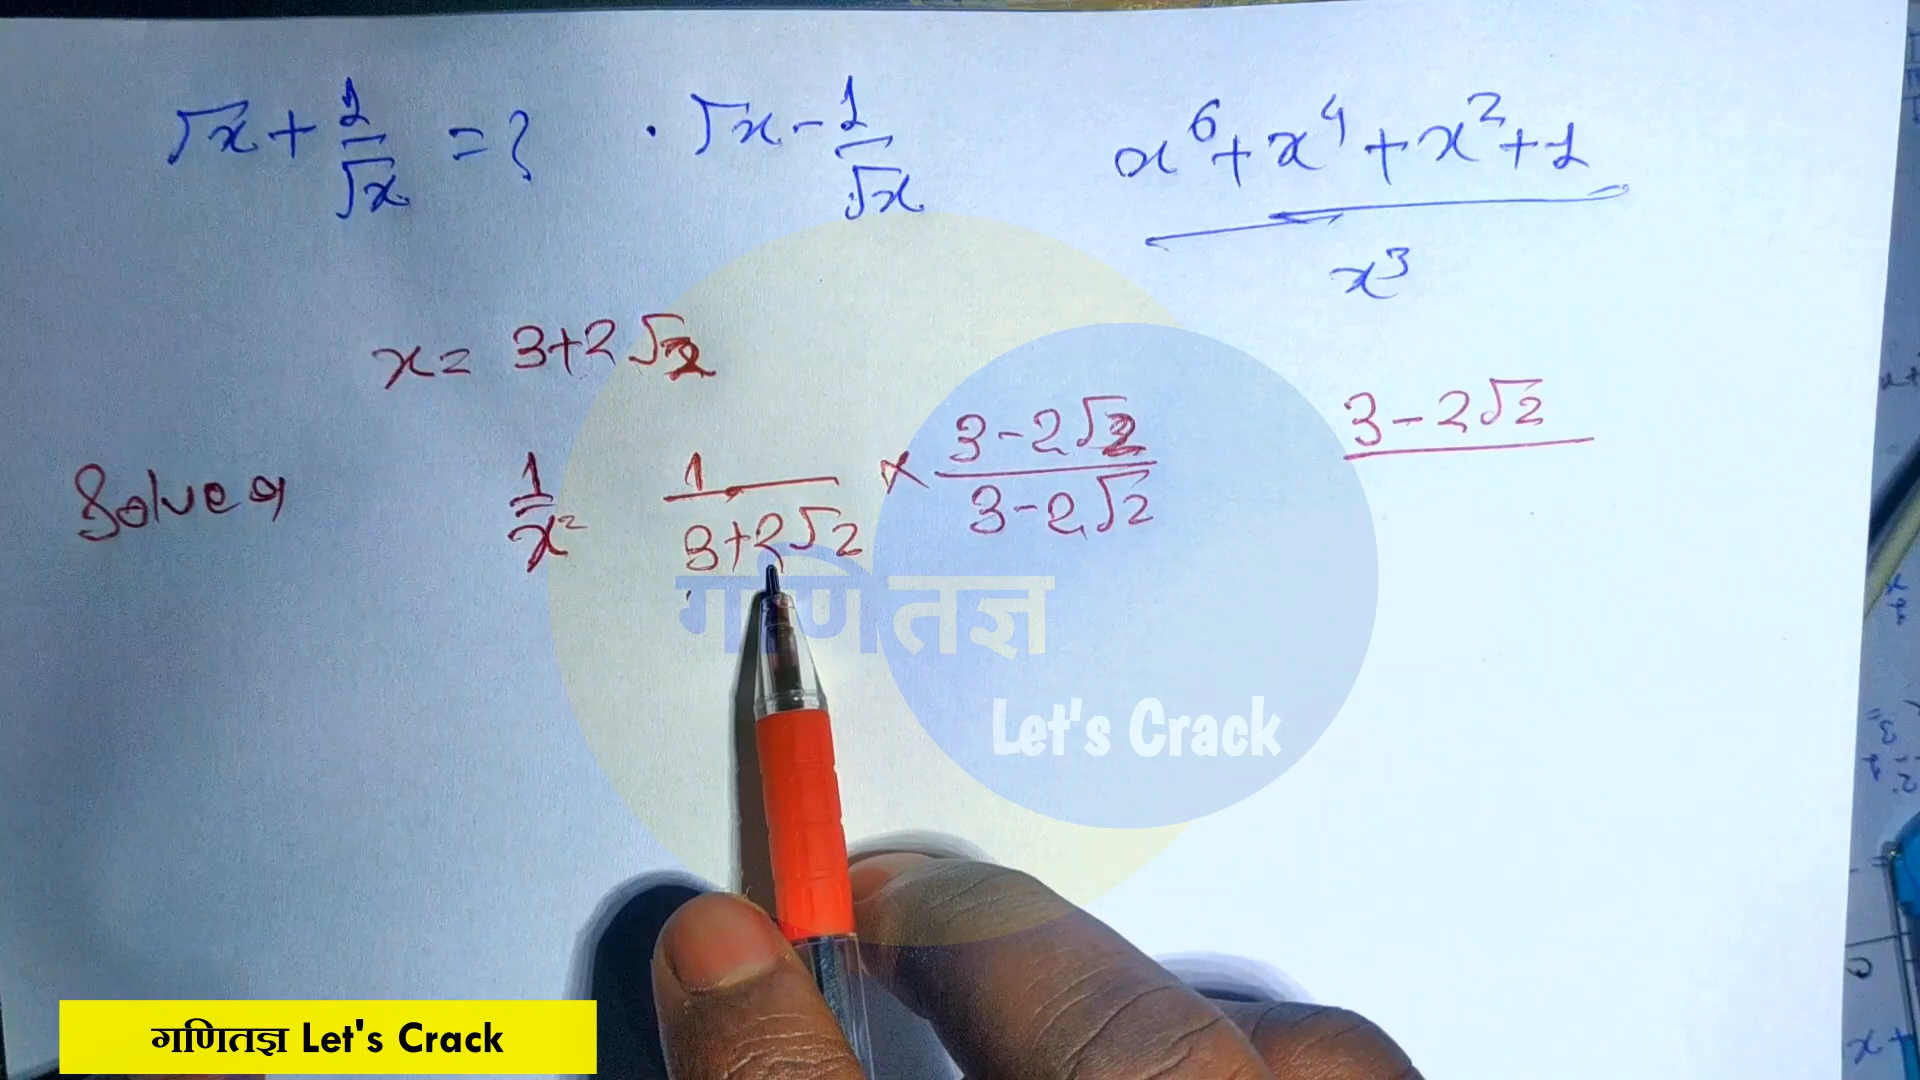 √x + 1/√x = ? · √x - 1/√x
x⁶ + x⁴ + x² + 1 / x³
x = 3+2√2
3-2√2
Solve
1/x = 1/3+2√2 × 3-2√2/3-2√2
गणितज्ञ
Let's Crack
गणितज्ञ Let's Crack